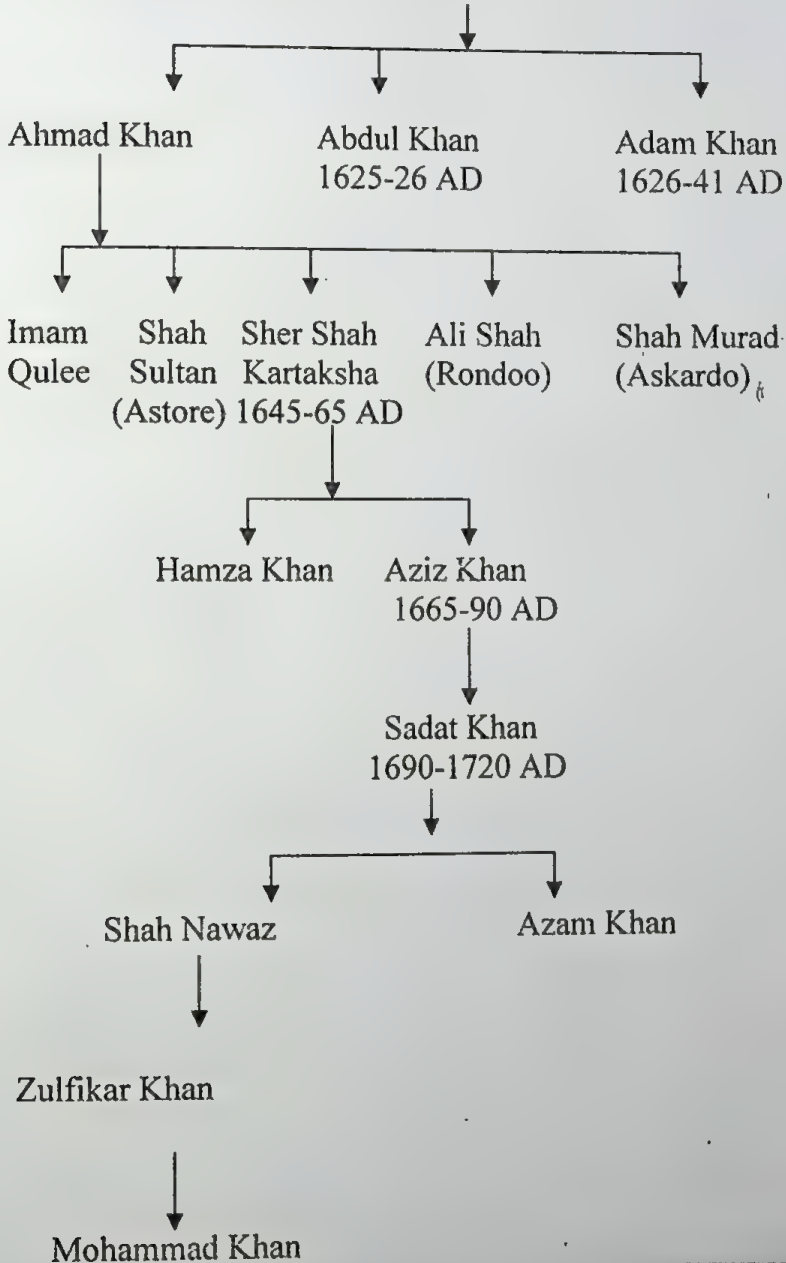 Ahmad Khan
Abdul Khan
1625-26 AD
Adam Khan
1626-41 AD
Imam
Qulee
Shah
Sultan
(Astore)
Sher Shah
Kartaksha
1645-65 AD
Ali Shah
(Rondoo)
Shah Murad
(Askardo)
Hamza Khan
Aziz Khan
1665-90 AD
Sadat Khan
1690-1720 AD
Shah Nawaz
Azam Khan
Zulfikar Khan
Mohammad Khan